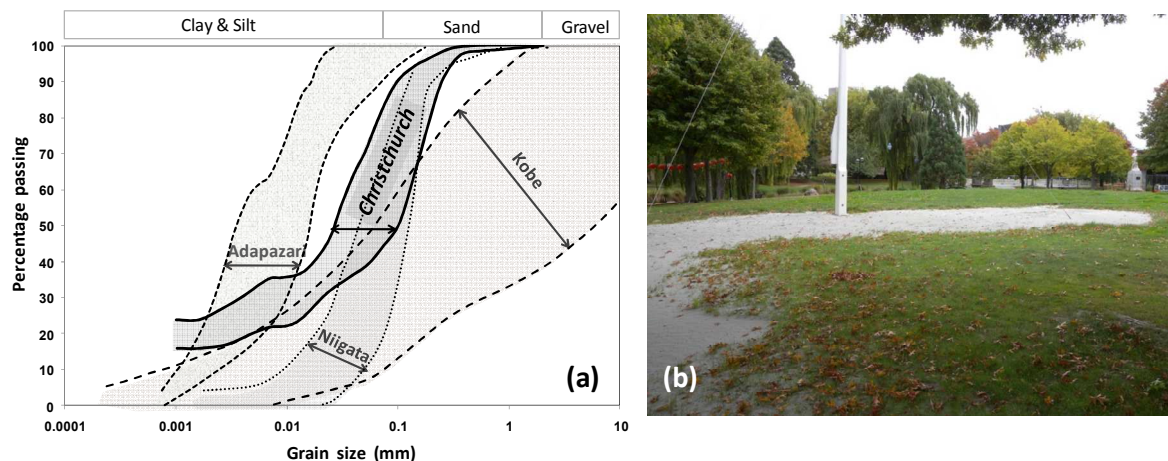 Clay & Silt
Sand
Gravel
100
90
80
70
60
50
40
30
20
10
0
Percentage passing
Christchurch
Kobe
Adapazari
Niigata
(a)
0.0001
0.001
0.01
0.1
1
10
Grain size (mm)
(b)